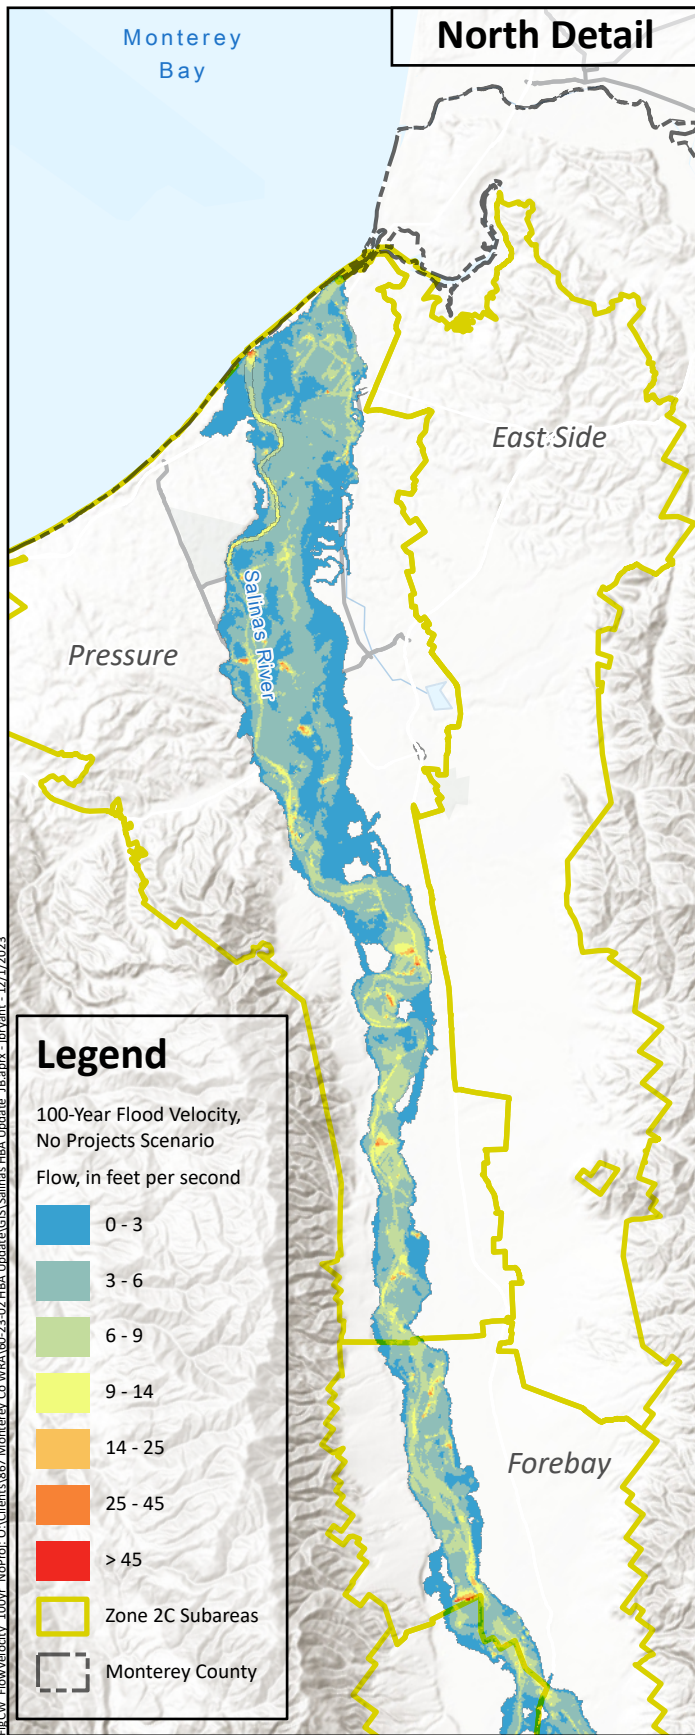 North Detail
Monterey
Bay
East Side
Salinas River
Pressure
Forebay
Legend
100-Year Flood Velocity,
No Projects Scenario
Flow, in feet per second
0 - 3
3 - 6
6 - 9
9 - 14
14 - 25
25 - 45
> 45
Zone 2C Subareas
Monterey County